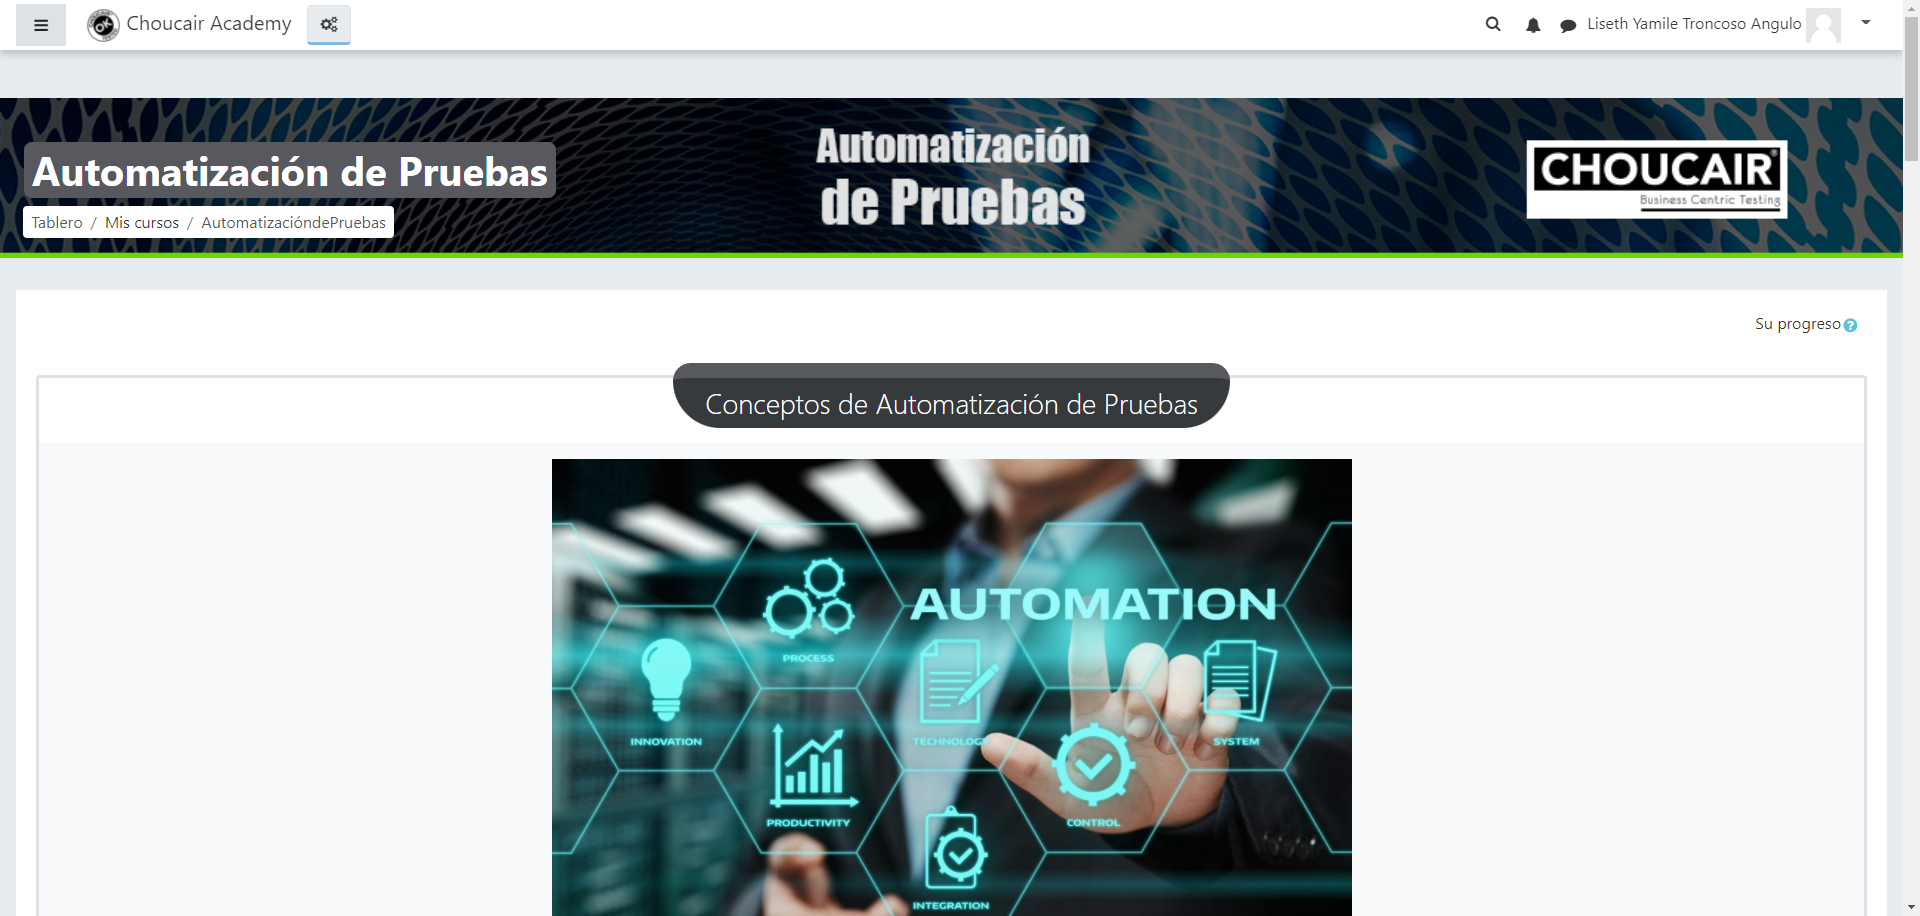 Choucair Academy
Liseth Yamile Troncoso Angulo
Automatización de Pruebas
Tablero / Mis cursos / AutomatizacióndePruebas
Automatización
de Pruebas
CHOUCAIR®
Business Centric Testing
Su progreso
Conceptos de Automatización de Pruebas
AUTOMATION
PROCESS
INNOVATION
TECHNOLOGY
SYSTEM
PRODUCTIVITY
CONTROL
INTEGRATION